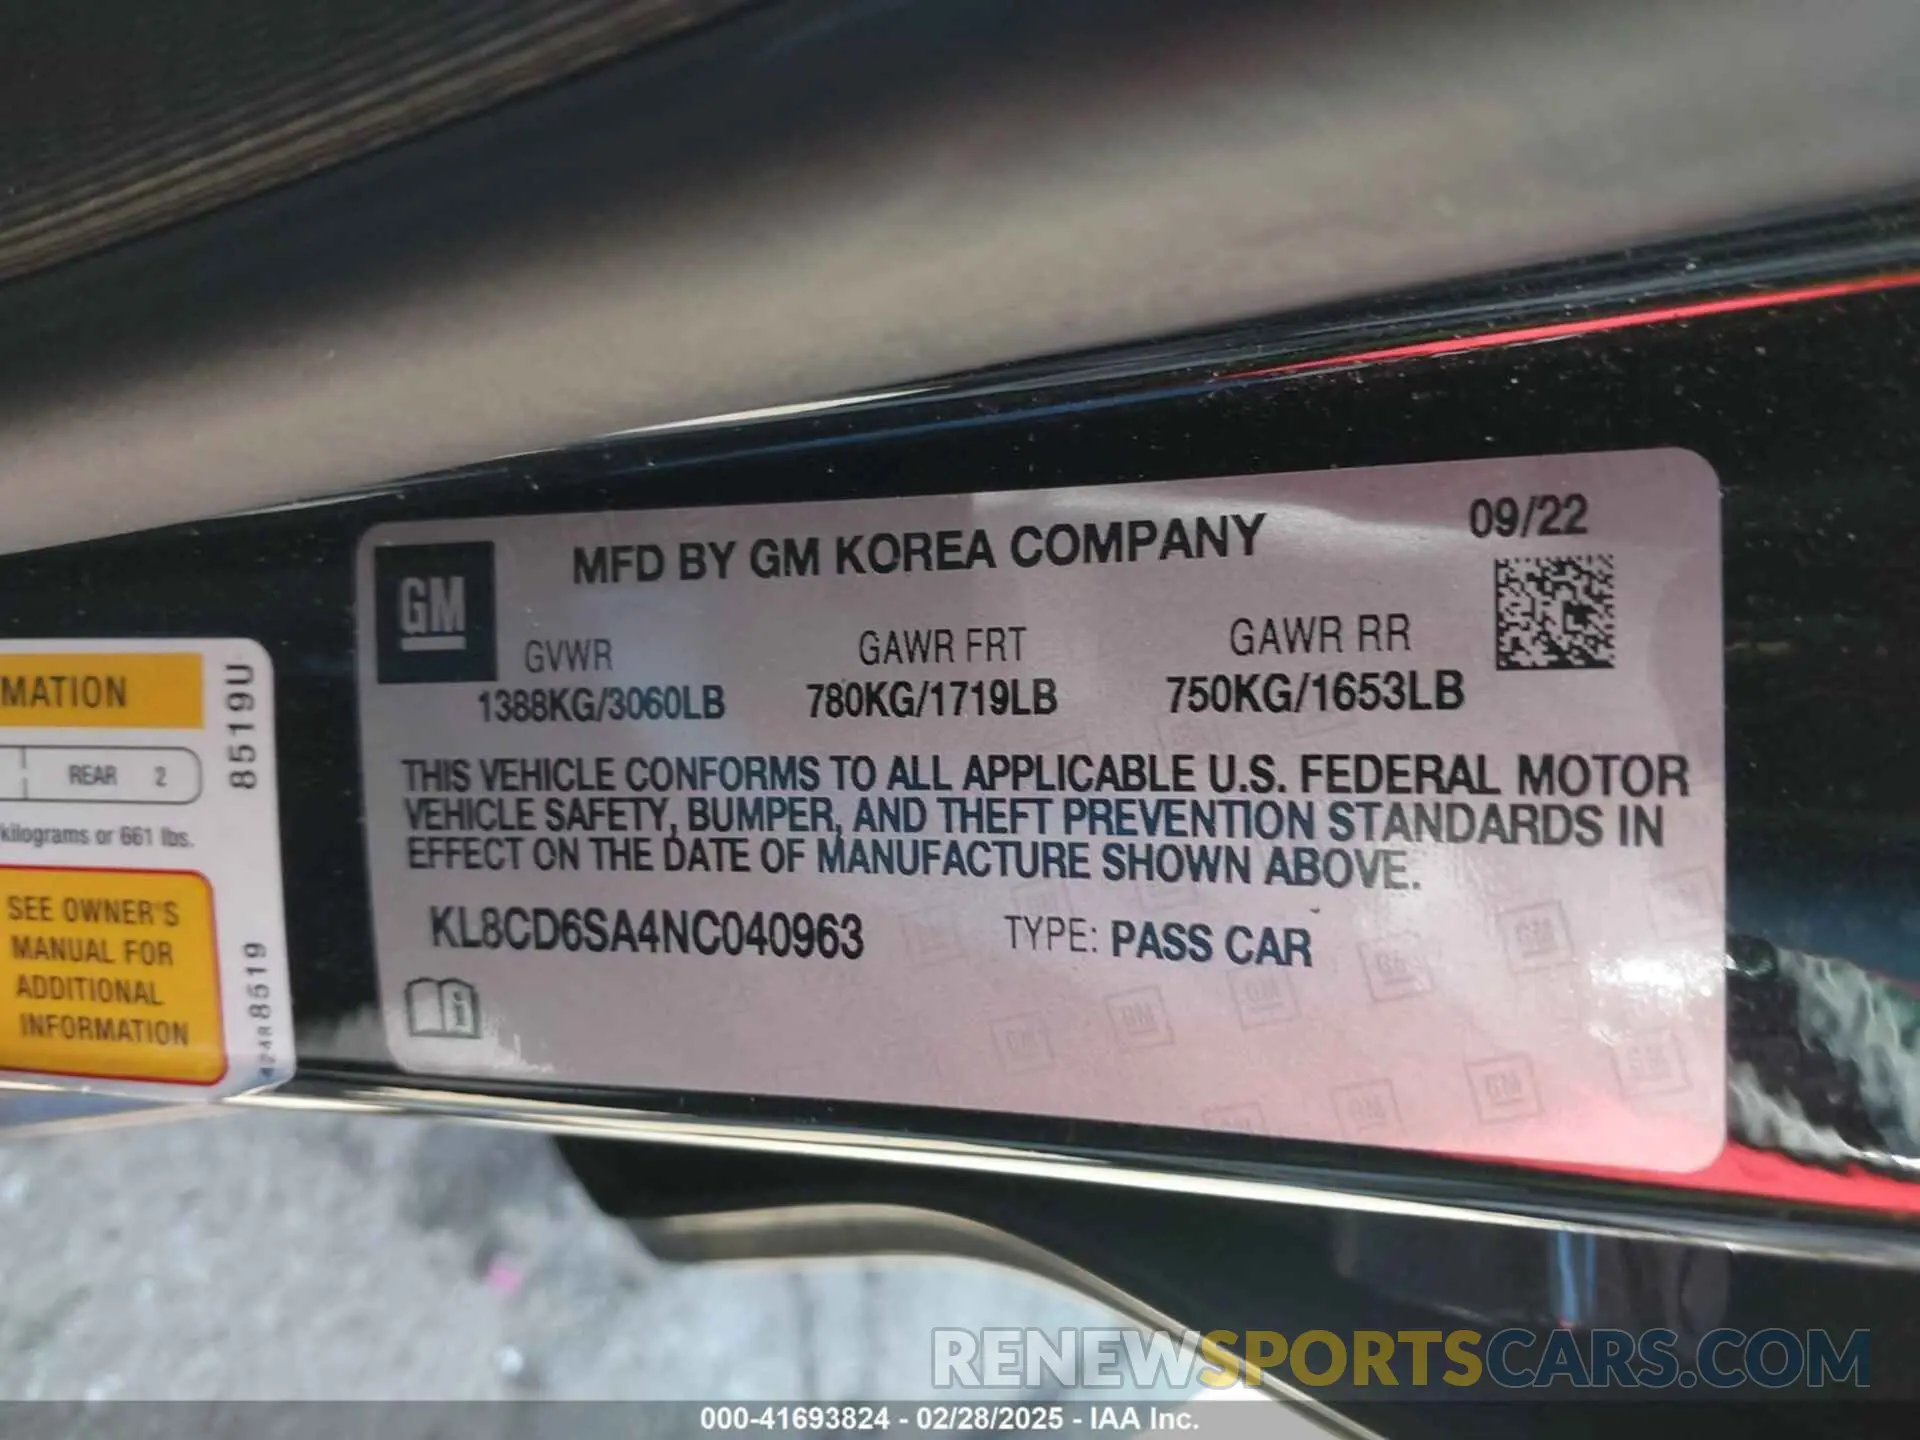 MFD BY GM KOREA COMPANY
09/22
GM
GVWR
GAWR FRT
GAWR RR
1388KG/3060LB
780KG/1719LB
750KG/1653LB
THIS VEHICLE CONFORMS TO ALL APPLICABLE U.S. FEDERAL MOTOR
VEHICLE SAFETY, BUMPER, AND THEFT PREVENTION STANDARDS IN
EFFECT ON THE DATE OF MANUFACTURE SHOWN ABOVE.
KL8CD6SA4NC040963
TYPE: PASS CAR
MATION
REAR 2
kilograms or 661 lbs.
8519U
SEE OWNER'S
MANUAL FOR
ADDITIONAL
INFORMATION
8519
RENEWSPORTSCARS.COM
000-41693824 - 02/28/2025 - IAA Inc.